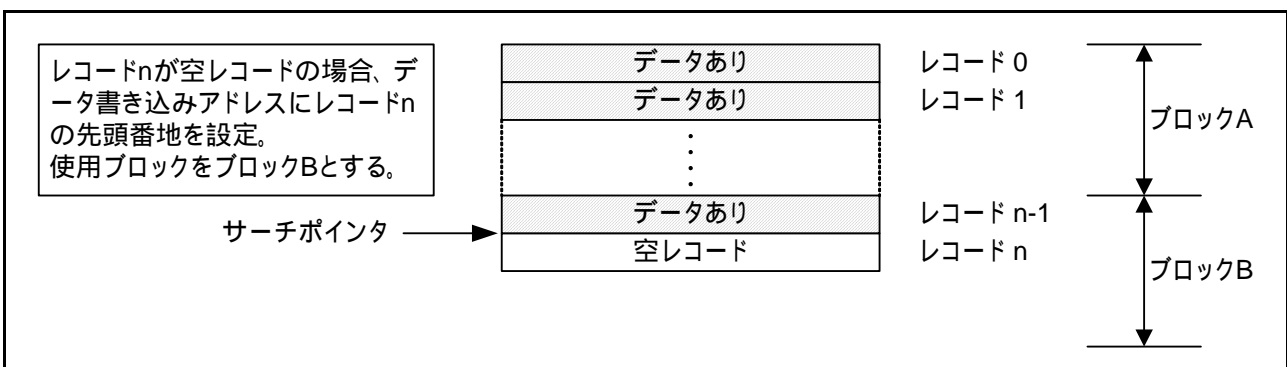 レコードnが空レコードの場合、デ
ータ書き込みアドレスにレコードn
の先頭番地を設定。
使用ブロックをブロックBとする。
データあり
レコード 0
データあり
レコード 1
ブロックA
データあり
レコード n-1
サーチポインタ
空レコード
レコード n
ブロックB